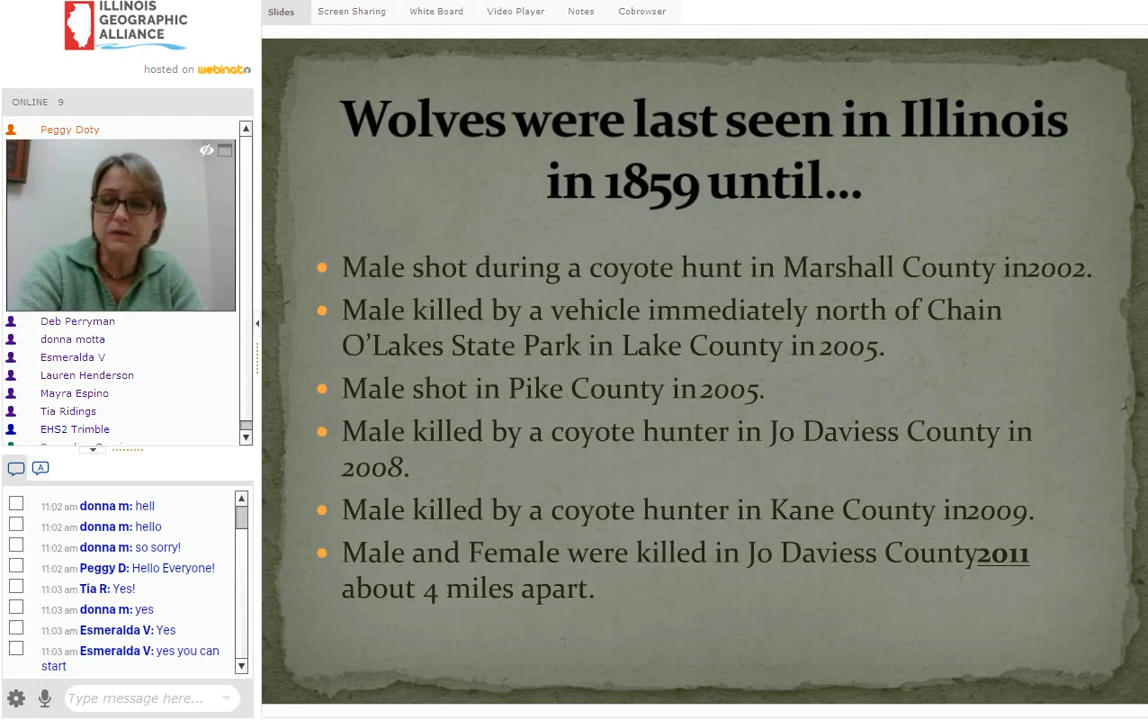 ILLINOIS
GEOGRAPHIC
ALLIANCE
hosted on webinato
ONLINE 9
Peggy Doty
Deb Perryman
donna motta
Esmeralda V
Lauren Henderson
Mayra Espino
Tia Ridings
EHS2 Trimble
11:02 am donna m: hell
11:02 am donna m: hello
11:02 am donna m: so sorry!
11:02 am Peggy D: Hello Everyone!
11:03 am Tia R: Yes!
11:03 am donna m: yes
11:03 am Esmeralda V: Yes
11:03 am Esmeralda V: yes you can
start
Type message here...
Slides Screen Sharing White Board Video Player Notes Cobrowser
Wolves were last seen in Illinois
in 1859 until...
Male shot during a coyote hunt in Marshall County in2002.
Male killed by a vehicle immediately north of Chain
O'Lakes State Park in Lake County in 2005.
Male shot in Pike County in 2005.
Male killed by a coyote hunter in Jo Daviess County in
2008.
Male killed by a coyote hunter in Kane County in2009.
Male and Female were killed in Jo Daviess County2011
about 4 miles apart.